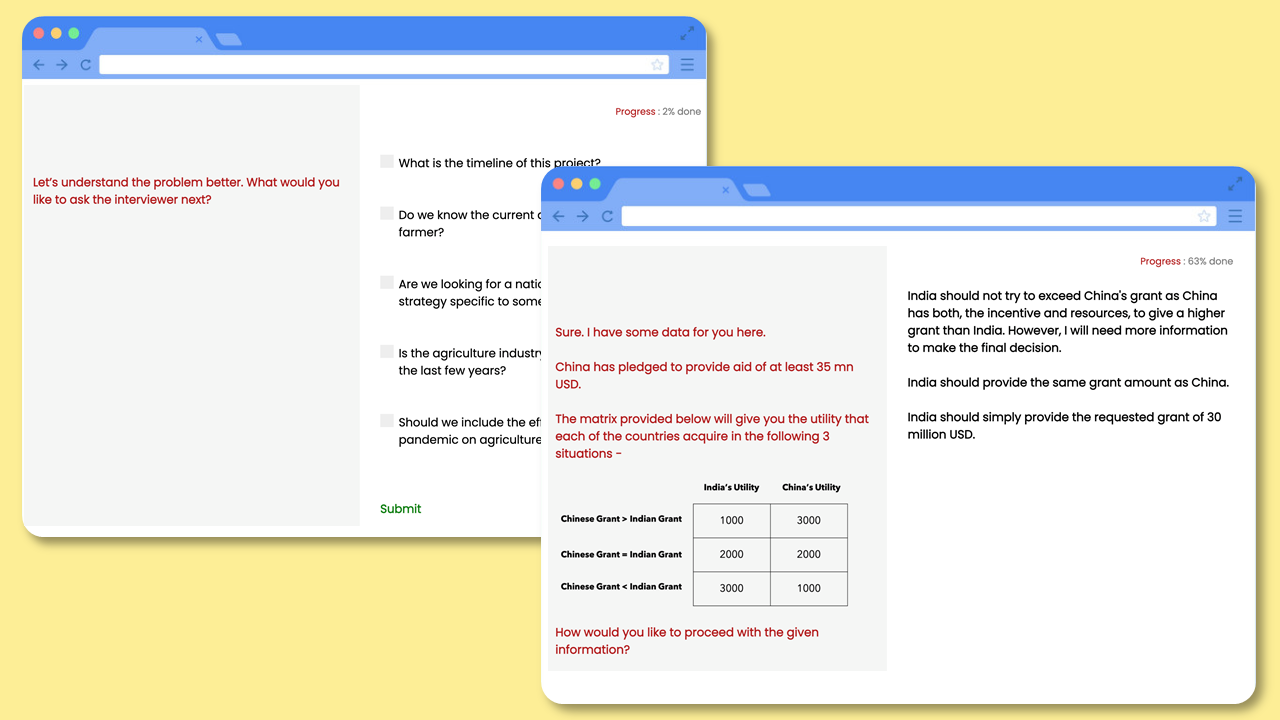 Progress : 2% done
Let's understand the problem better. What would you
like to ask the interviewer next?
What is the timeline of this project?
Do we know the current
farmer?
Are we looking for a
strategy specific to some
Is the agriculture industry
the last few years?
Should we include the
pandemic on agriculture
Submit
Progress : 63% done
Sure. I have some data for you here.
China has pledged to provide aid of at least 35 mn
USD.
The matrix provided below will give you the utility that
each of the countries acquire in the following 3
situations -
India's Utility China's Utility
Chinese Grant > Indian Grant 1000 3000
Chinese Grant = Indian Grant 2000 2000
Chinese Grant < Indian Grant 3000 1000
How would you like to proceed with the given
information?
India should not try to exceed China's grant as China
has both, the incentive and resources, to give a higher
grant than India. However, I will need more information
to make the final decision.
India should provide the same grant amount as China.
India should simply provide the requested grant of 30
million USD.